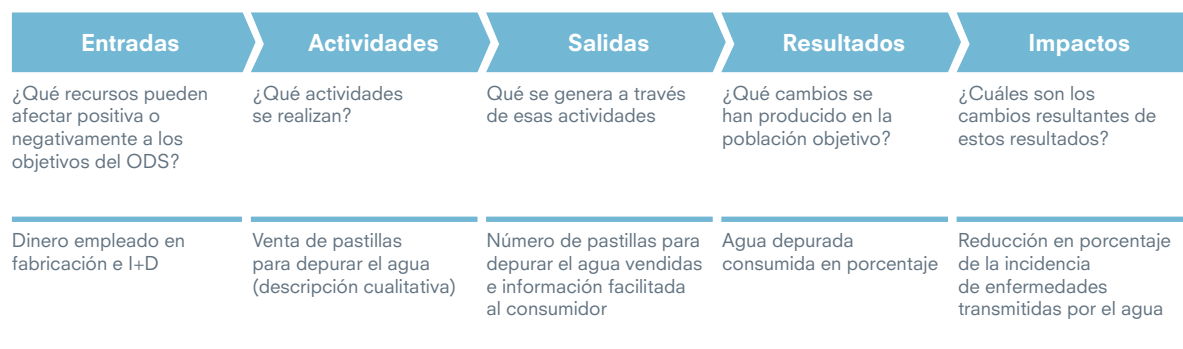 Entradas
Actividades
Salidas
Resultados
Impactos
¿Qué recursos pueden
afectar positiva o
negativamente a los
objetivos del ODS?
¿Qué actividades
se realizan?
Qué se genera a través
de esas actividades
¿Qué cambios se
han producido en la
población objetivo?
¿Cuáles son los
cambios resultantes de
estos resultados?
Dinero empleado en
fabricación e I+D
Venta de pastillas
para depurar el agua
(descripción cualitativa)
Número de pastillas para
depurar el agua vendidas
e información facilitada
al consumidor
Agua depurada
consumida en porcentaje
Reducción en porcentaje
de la incidencia
de enfermedades
transmitidas por el agua